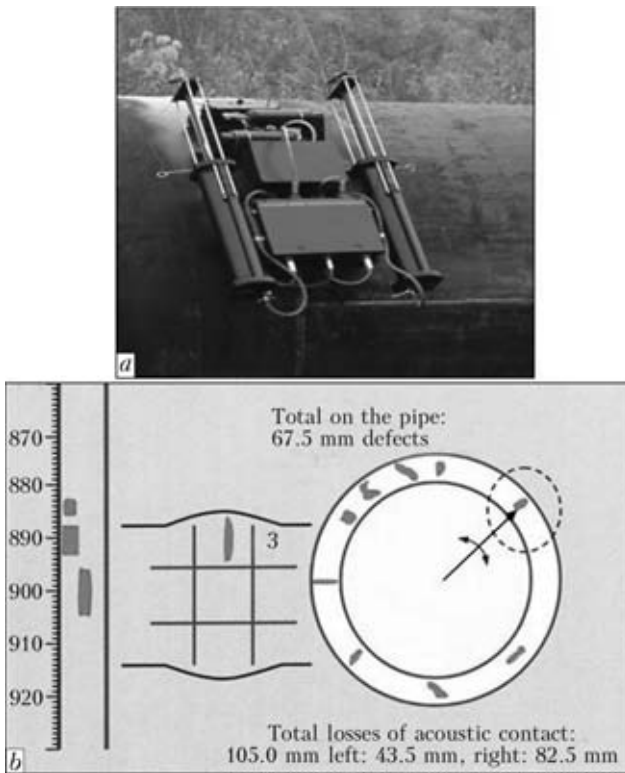 a
Total on the pipe:
67.5 mm defects
870
880
890
900
910
920
3
Total losses of acoustic contact:
105.0 mm left: 43.5 mm, right: 82.5 mm
b